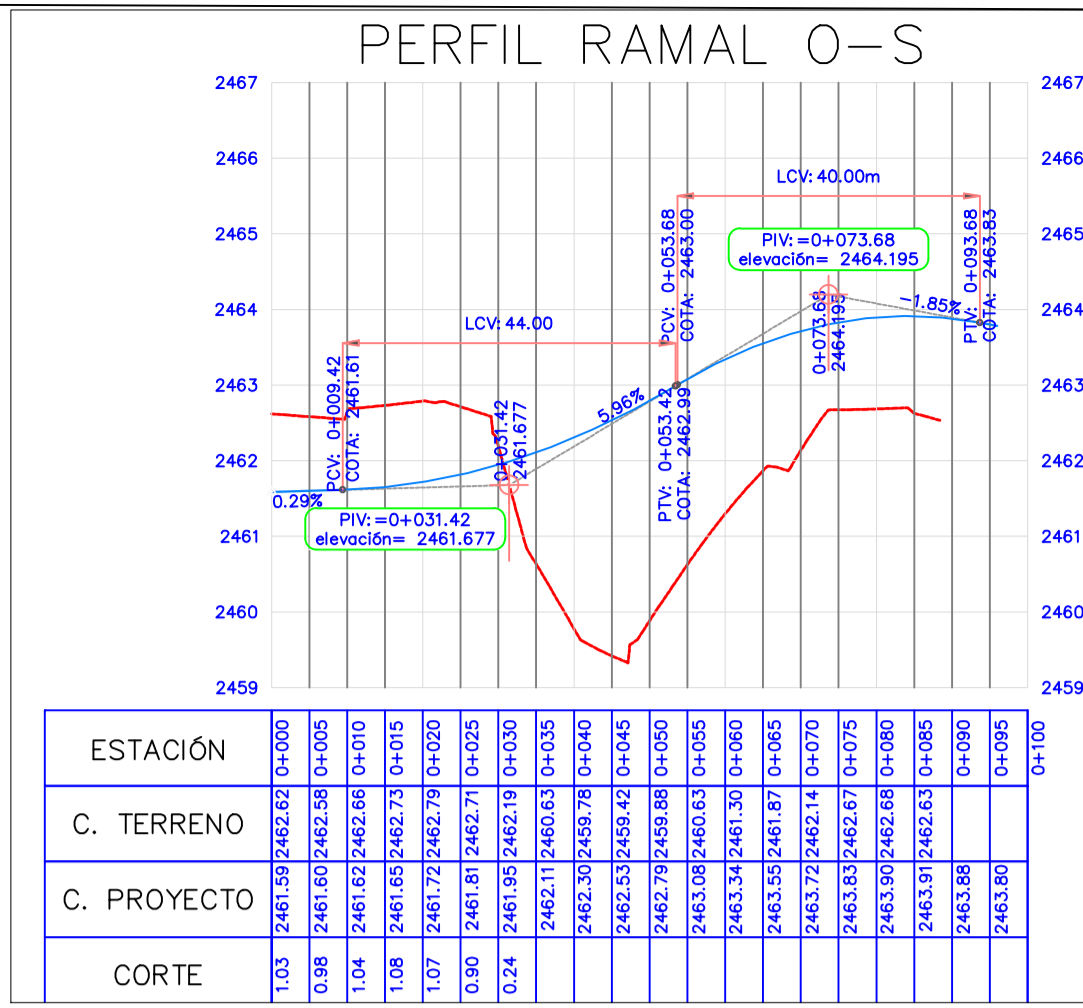 PERFIL RAMAL O-S
2467
2467
2466
2466
2465
2465
2464
2464
2463
2463
2462
2462
2461
2461
2460
2460
2459
2459
LCV: 40.00m
PCV: 0+053.68
COTA: 2463.00
PIV:=0+073.68
elevación= 2464.195
PTV: 0+093.68
COTA: 2463.83
-1.85%
0+073.68
2464.195
LCV: 44.00
PCV: 0+009.42
COTA: 2461.61
0+031.42
2461.677
5.96%
PTV: 0+053.42
COTA: 2462.99
0.29%
PIV:=0+031.42
elevación= 2461.677
ESTACIÓN 0+000 0+005 0+010 0+015 0+020 0+025 0+030 0+035 0+040 0+045 0+050 0+055 0+060 0+065 0+070 0+075 0+080 0+085 0+090 0+095 0+100
C. TERRENO 2462.62 2462.58 2462.66 2462.73 2462.79 2462.71 2462.19 2460.63 2459.78 2459.42 2459.88 2460.63 2461.30 2461.87 2462.14 2462.67 2462.68 2462.63
C. PROYECTO 2461.59 2461.60 2461.62 2461.65 2461.72 2461.81 2461.95 2462.11 2462.30 2462.53 2462.79 2463.08 2463.34 2463.55 2463.72 2463.83 2463.90 2463.91 2463.88 2463.80
CORTE 1.03 0.98 1.04 1.08 1.07 0.90 0.24